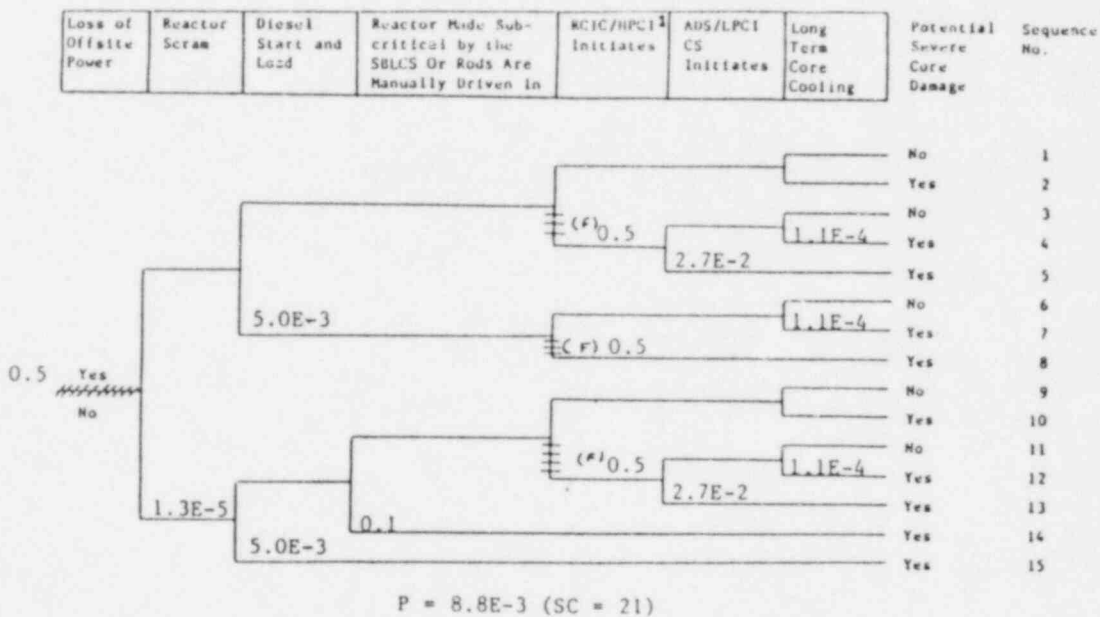 Loss of Offsite Power
Reactor Scram
Diesel Start and Load
Reactor Made Sub-critical by the SBLCS Or Rods Are Manually Driven In
RCIC/HPCI1 Initiates
ADS/LPCI CS Initiates
Long Term Core Cooling
Potential Severe Core Damage
Sequence No.
No 1
Yes 2
No 3
(F) 0.5
1.1E-4 Yes 4
2.7E-2 Yes 5
No 6
5.0E-3
1.1E-4 Yes 7
(F) 0.5 Yes 8
0.5 Yes
No
No 9
Yes 10
No 11
(F) 0.5
1.1E-4 Yes 12
2.7E-2 Yes 13
1.3E-5
0.1 Yes 14
5.0E-3 Yes 15
P = 8.8E-3 (SC = 21)